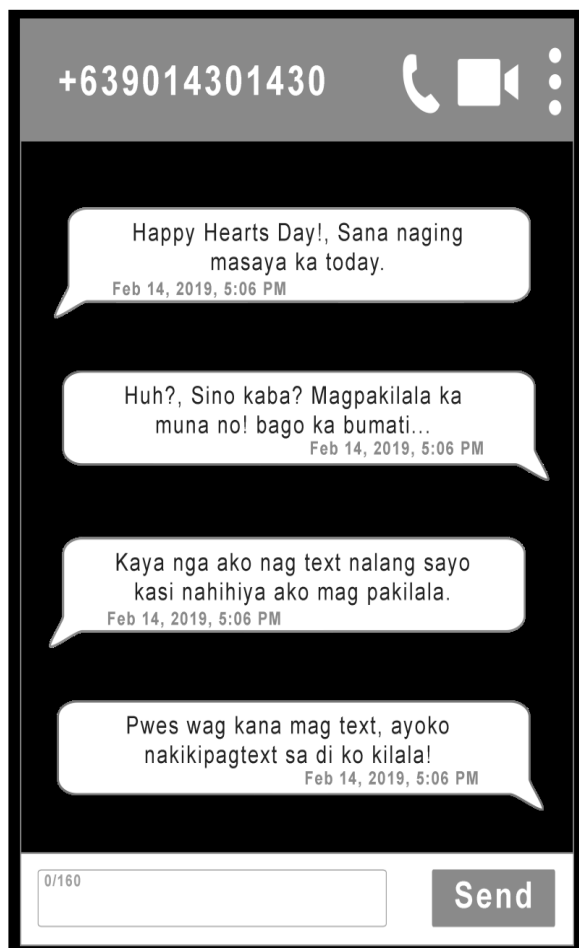 +639014301430
Happy Hearts Day!, Sana naging
masaya ka today.
Feb 14, 2019, 5:06 PM
Huh?, Sino kaba? Magpakilala ka
muna no! bago ka bumati...
Feb 14, 2019, 5:06 PM
Kaya nga ako nag text nalang sayo
kasi nahihiya ako mag pakilala.
Feb 14, 2019, 5:06 PM
Pwes wag kana mag text, ayoko
nakikipagtext sa di ko kilala!
Feb 14, 2019, 5:06 PM
0/160
Send